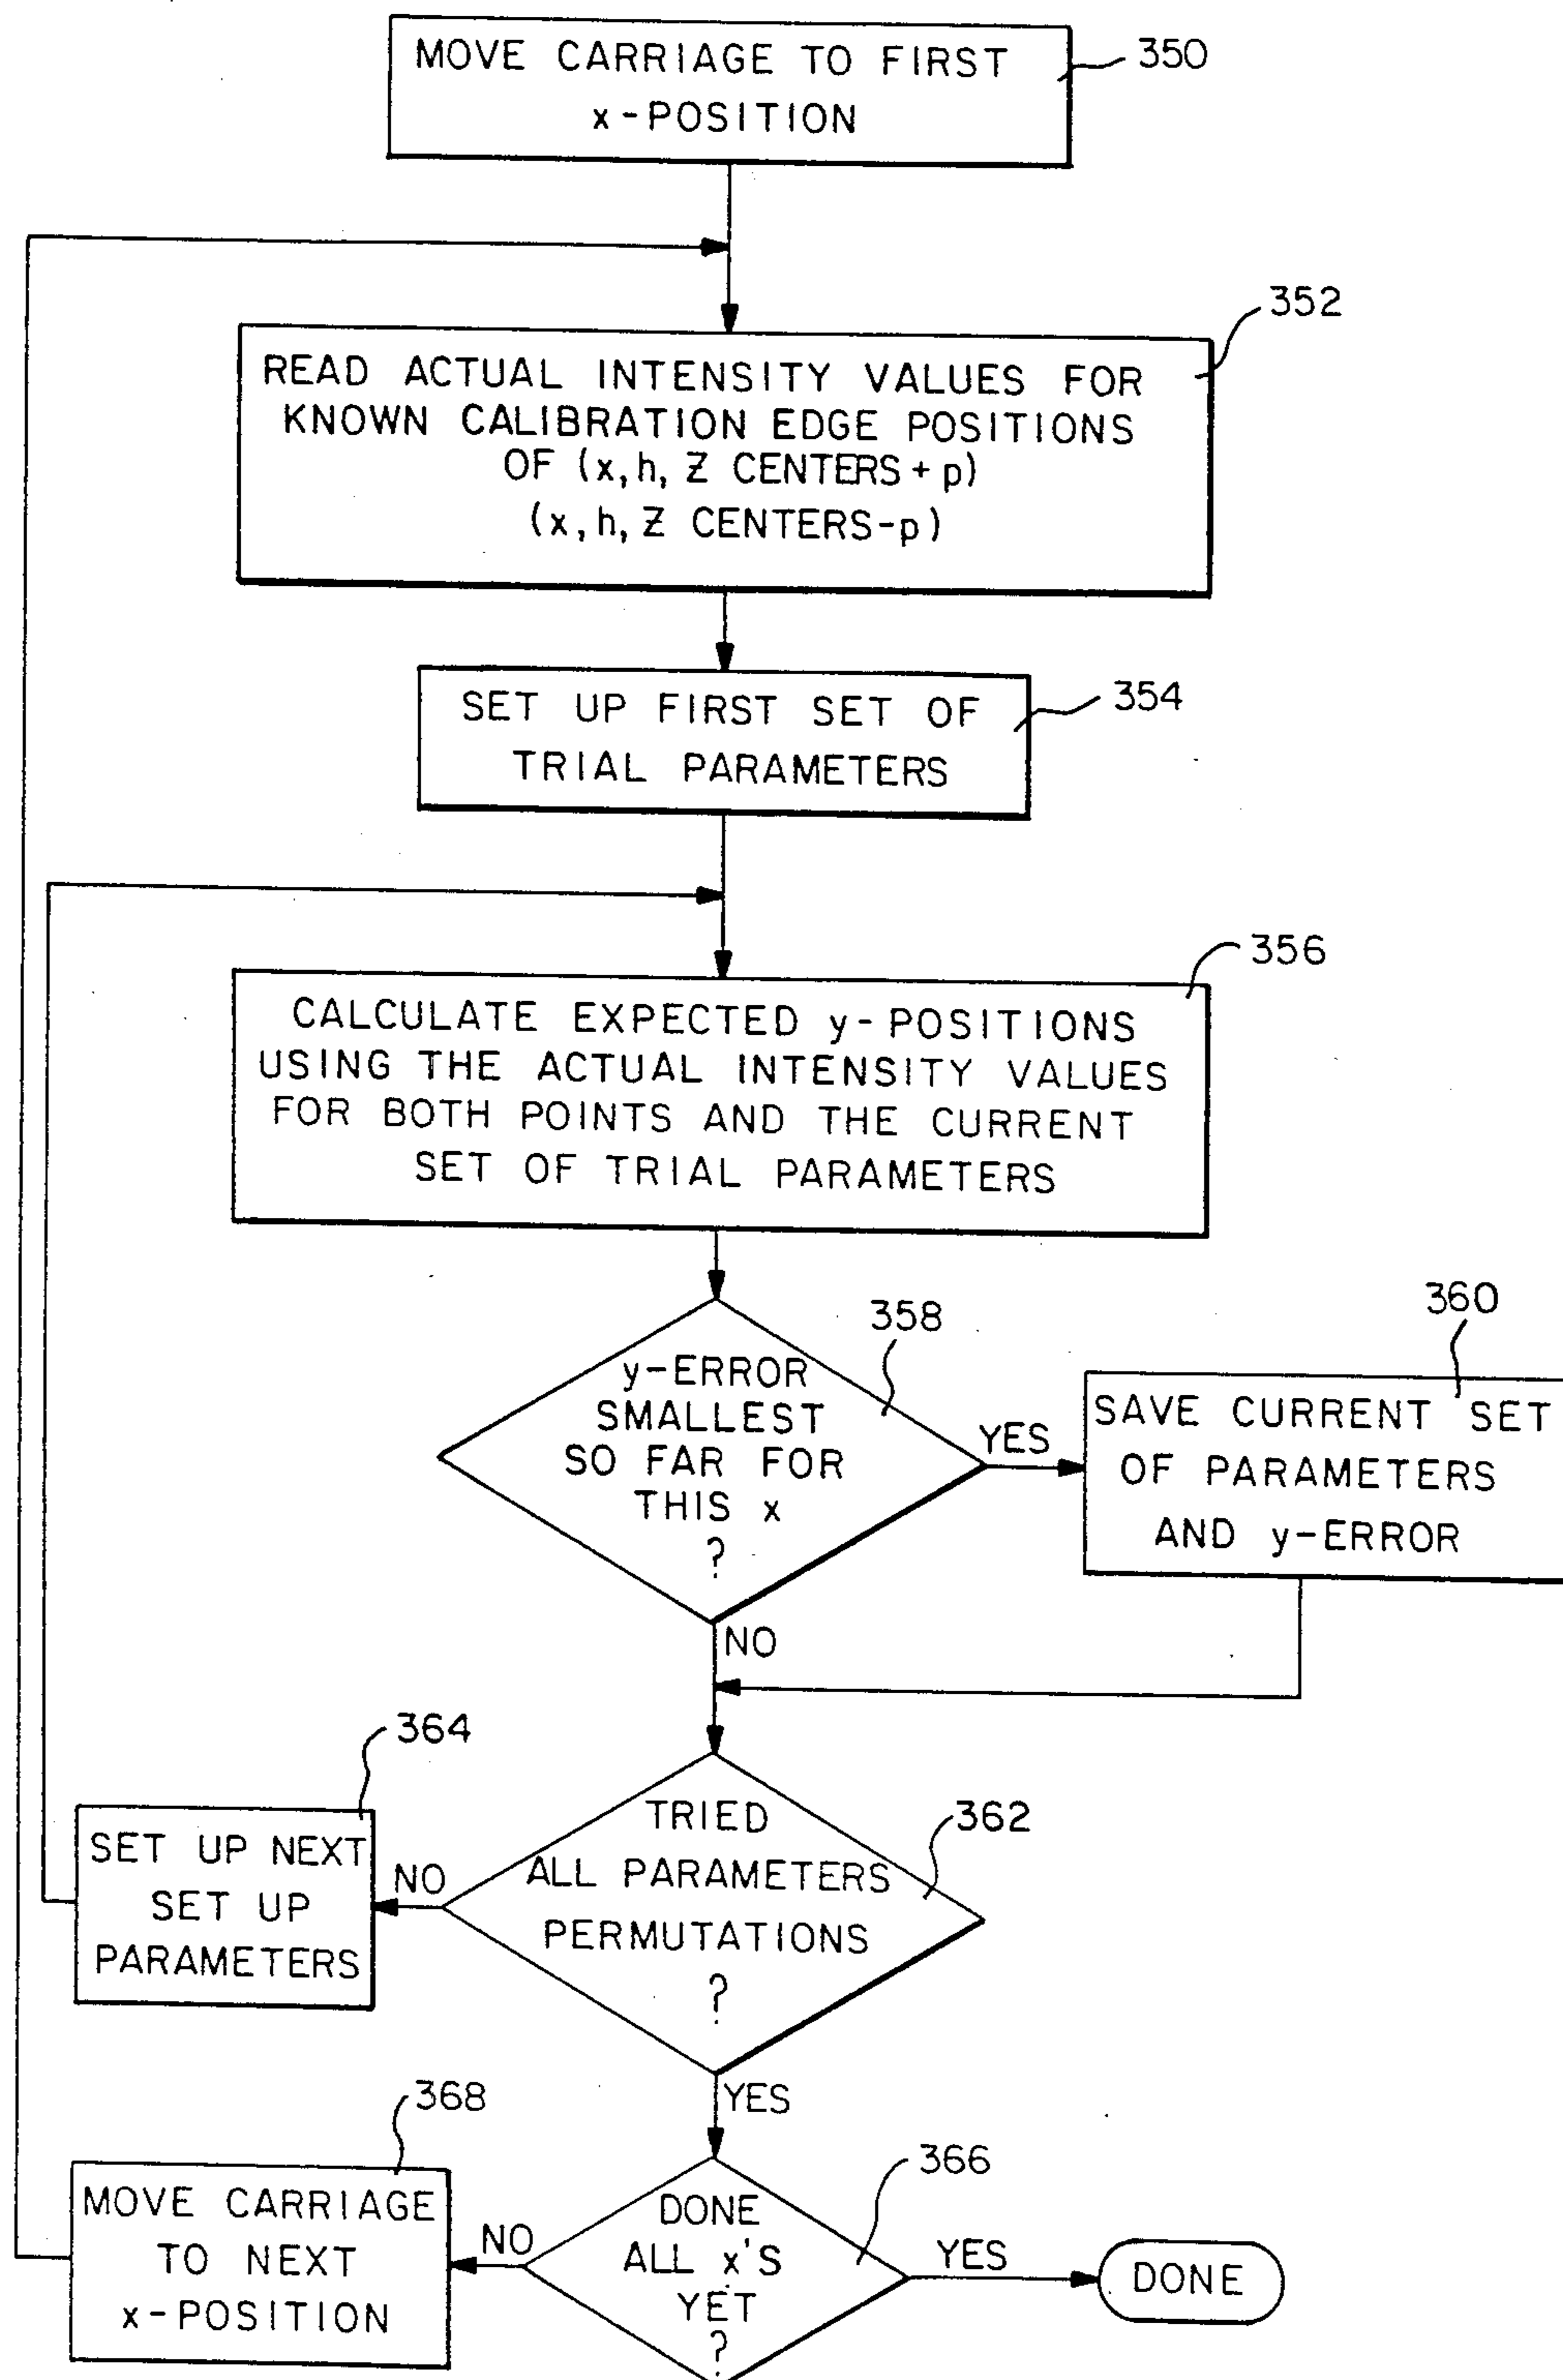 MOVE CARRIAGE TO FIRST
x-POSITION
350
352
READ ACTUAL INTENSITY VALUES FOR
KNOWN CALIBRATION EDGE POSITIONS
OF (x, h, Z CENTERS + p)
(x, h, Z CENTERS - p)
354
SET UP FIRST SET OF
TRIAL PARAMETERS
356
CALCULATE EXPECTED y-POSITIONS
USING THE ACTUAL INTENSITY VALUES
FOR BOTH POINTS AND THE CURRENT
SET OF TRIAL PARAMETERS
358
y-ERROR
SMALLEST
SO FAR FOR
THIS x
?
YES
360
SAVE CURRENT SET
OF PARAMETERS
AND y-ERROR
NO
362
TRIED
ALL PARAMETERS
PERMUTATIONS
?
NO
364
SET UP NEXT
SET UP
PARAMETERS
YES
366
DONE
ALL x'S
YET
?
NO
368
MOVE CARRIAGE
TO NEXT
x-POSITION
YES
DONE